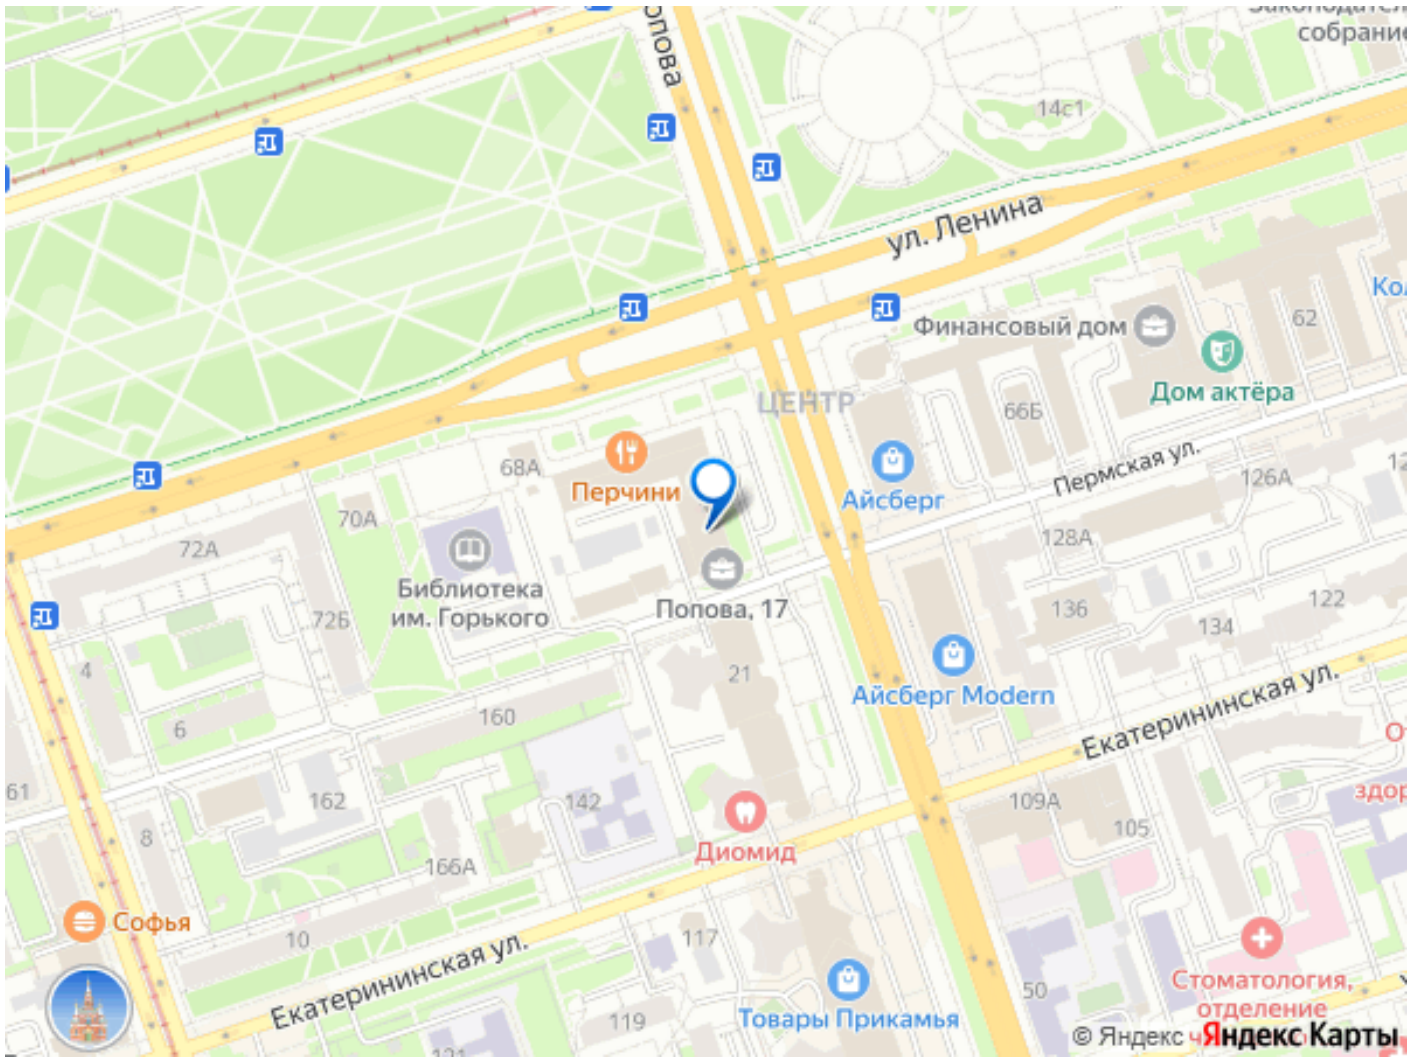 Попова
Законодател
собрание
14с1
ул. Ленина
Финансовый дом
62
Дом актёра
ЦЕНТР
66Б
Пермская ул.
126А
68А
Перчини
Айсберг
70А
72А
Библиотека
им. Горького
128А
72Б
Попова, 17
136
122
134
4
21
Айсберг Modern
Екатерининская ул.
6
160
61
162
142
109А
105
8
Диомид
166А
Софья
10
117
Екатерининская ул.
Стоматология,
отделение
50
Товары Прикамья
119
121
© Яндекс
Яндекс Карты